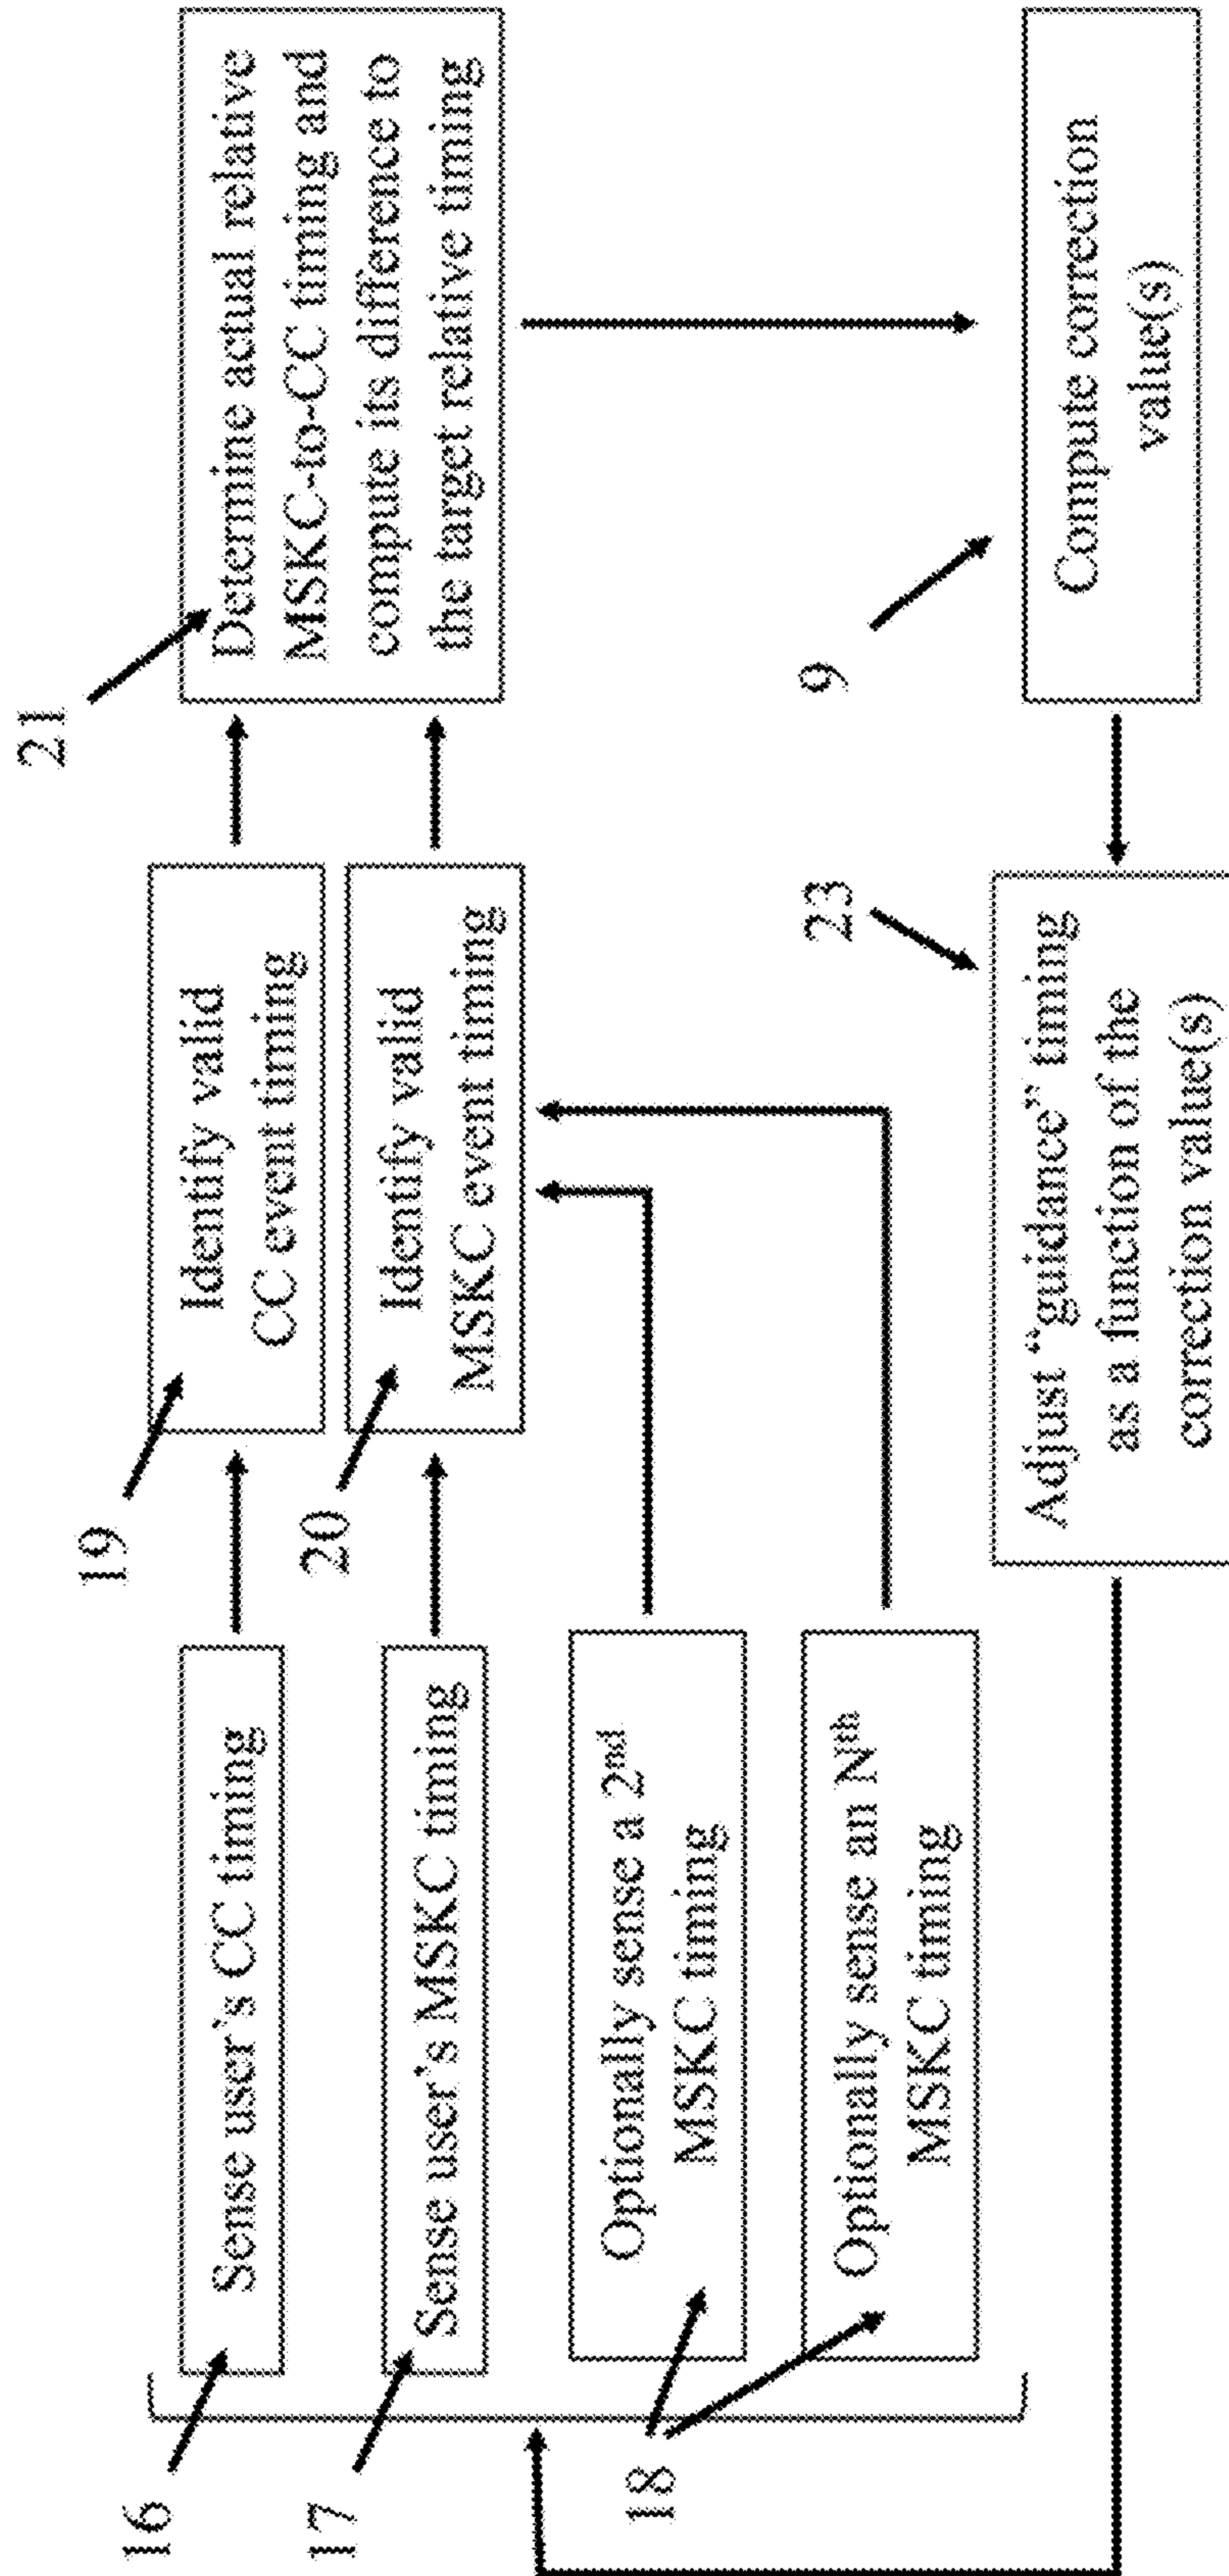 16
Sense user's CC timing
17
Sense user's MSKC timing
18
Optionally sense a 2nd
MSKC timing
Optionally sense an Nth
MSKC timing
19
Identify valid
CC event timing
20
Identify valid
MSKC event timing
21
Determine actual relative
MSKC-to-CC timing and
compute its difference to
the target relative timing
9
Compute correction
value(s)
23
Adjust “guidance” timing
as a function of the
correction value(s)